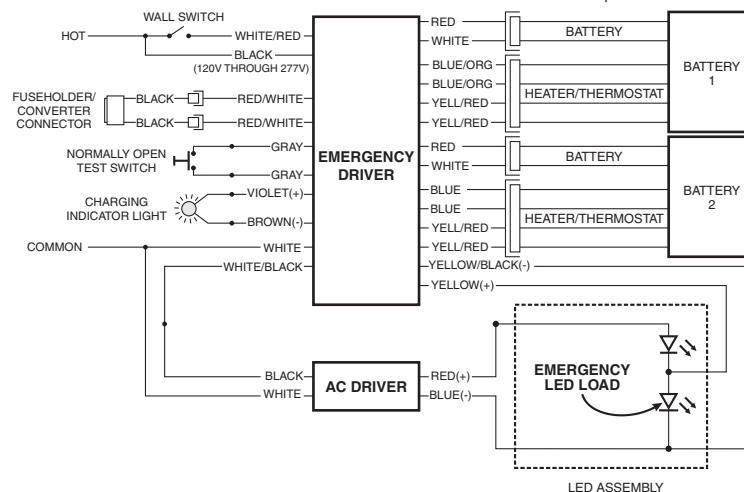 WALL SWITCH
HOT
WHITE/RED
BLACK
(120V THROUGH 277V)
FUSEHOLDER/
CONVERTER
CONNECTOR
BLACK
RED/WHITE
BLACK
RED/WHITE
NORMALLY OPEN
TEST SWITCH
GRAY
GRAY
CHARGING
INDICATOR LIGHT
VIOLET(+)
BROWN(-)
COMMON
WHITE
WHITE/BLACK
EMERGENCY
DRIVER
RED
WHITE
BATTERY
BLUE/ORG
BLUE/ORG
YELL/RED
YELL/RED
HEATER/THERMOSTAT
BATTERY
1
RED
WHITE
BATTERY
BLUE
BLUE
YELL/RED
YELL/RED
HEATER/THERMOSTAT
BATTERY
2
YELLOW/BLACK(-)
YELLOW(+)
BLACK
WHITE
AC DRIVER
RED(+)
BLUE(-)
EMERGENCY
LED LOAD
LED ASSEMBLY